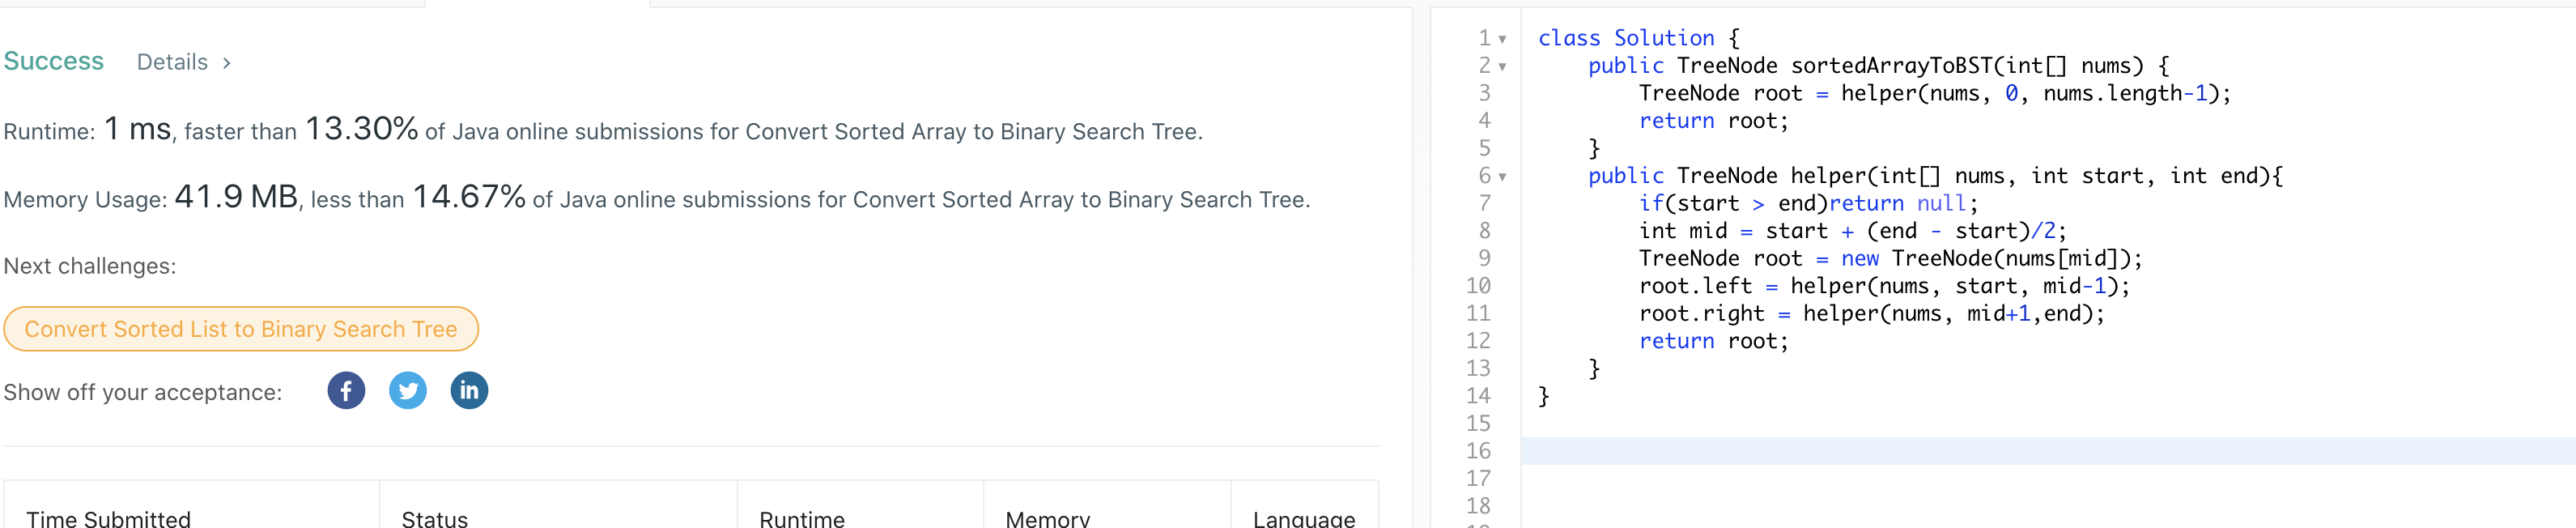 Success Details >
Runtime: 1 ms, faster than 13.30% of Java online submissions for Convert Sorted Array to Binary Search Tree.
Memory Usage: 41.9 MB, less than 14.67% of Java online submissions for Convert Sorted Array to Binary Search Tree.
Next challenges:
Convert Sorted List to Binary Search Tree
Show off your acceptance:
Time Submitted Status Runtime Memory Language
1 class Solution {
2 public TreeNode sortedArrayToBST(int[] nums) {
3 TreeNode root = helper(nums, 0, nums.length-1);
4 return root;
5 }
6 public TreeNode helper(int[] nums, int start, int end){
7 if(start > end)return null;
8 int mid = start + (end - start)/2;
9 TreeNode root = new TreeNode(nums[mid]);
10 root.left = helper(nums, start, mid-1);
11 root.right = helper(nums, mid+1,end);
12 return root;
13 }
14 }
15
16
17
18